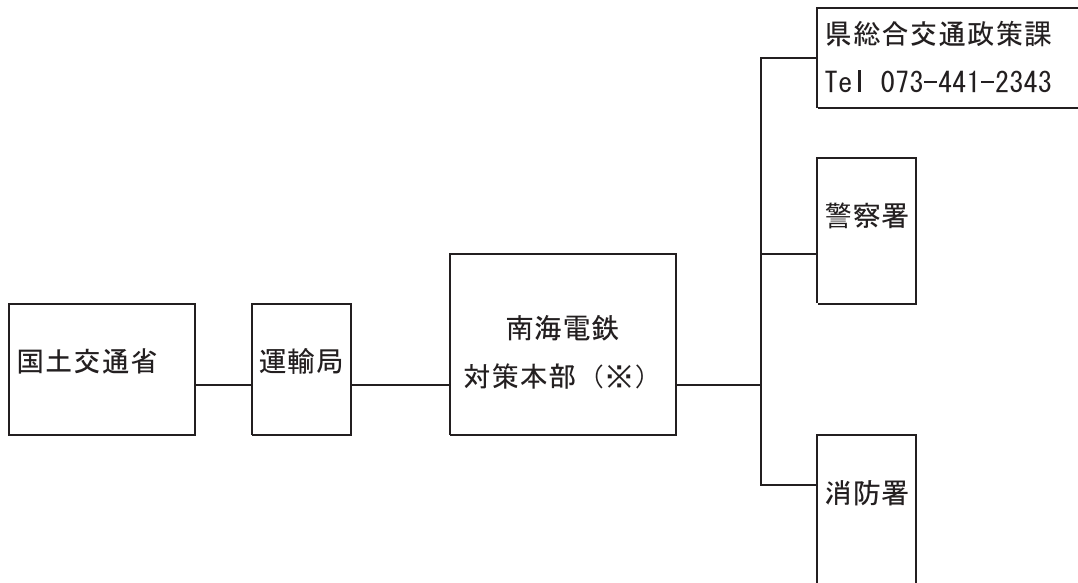 県総合交通政策課
Tel 073-441-2343
警察署
南海電鉄
対策本部（※）
国土交通省
運輸局
消防署